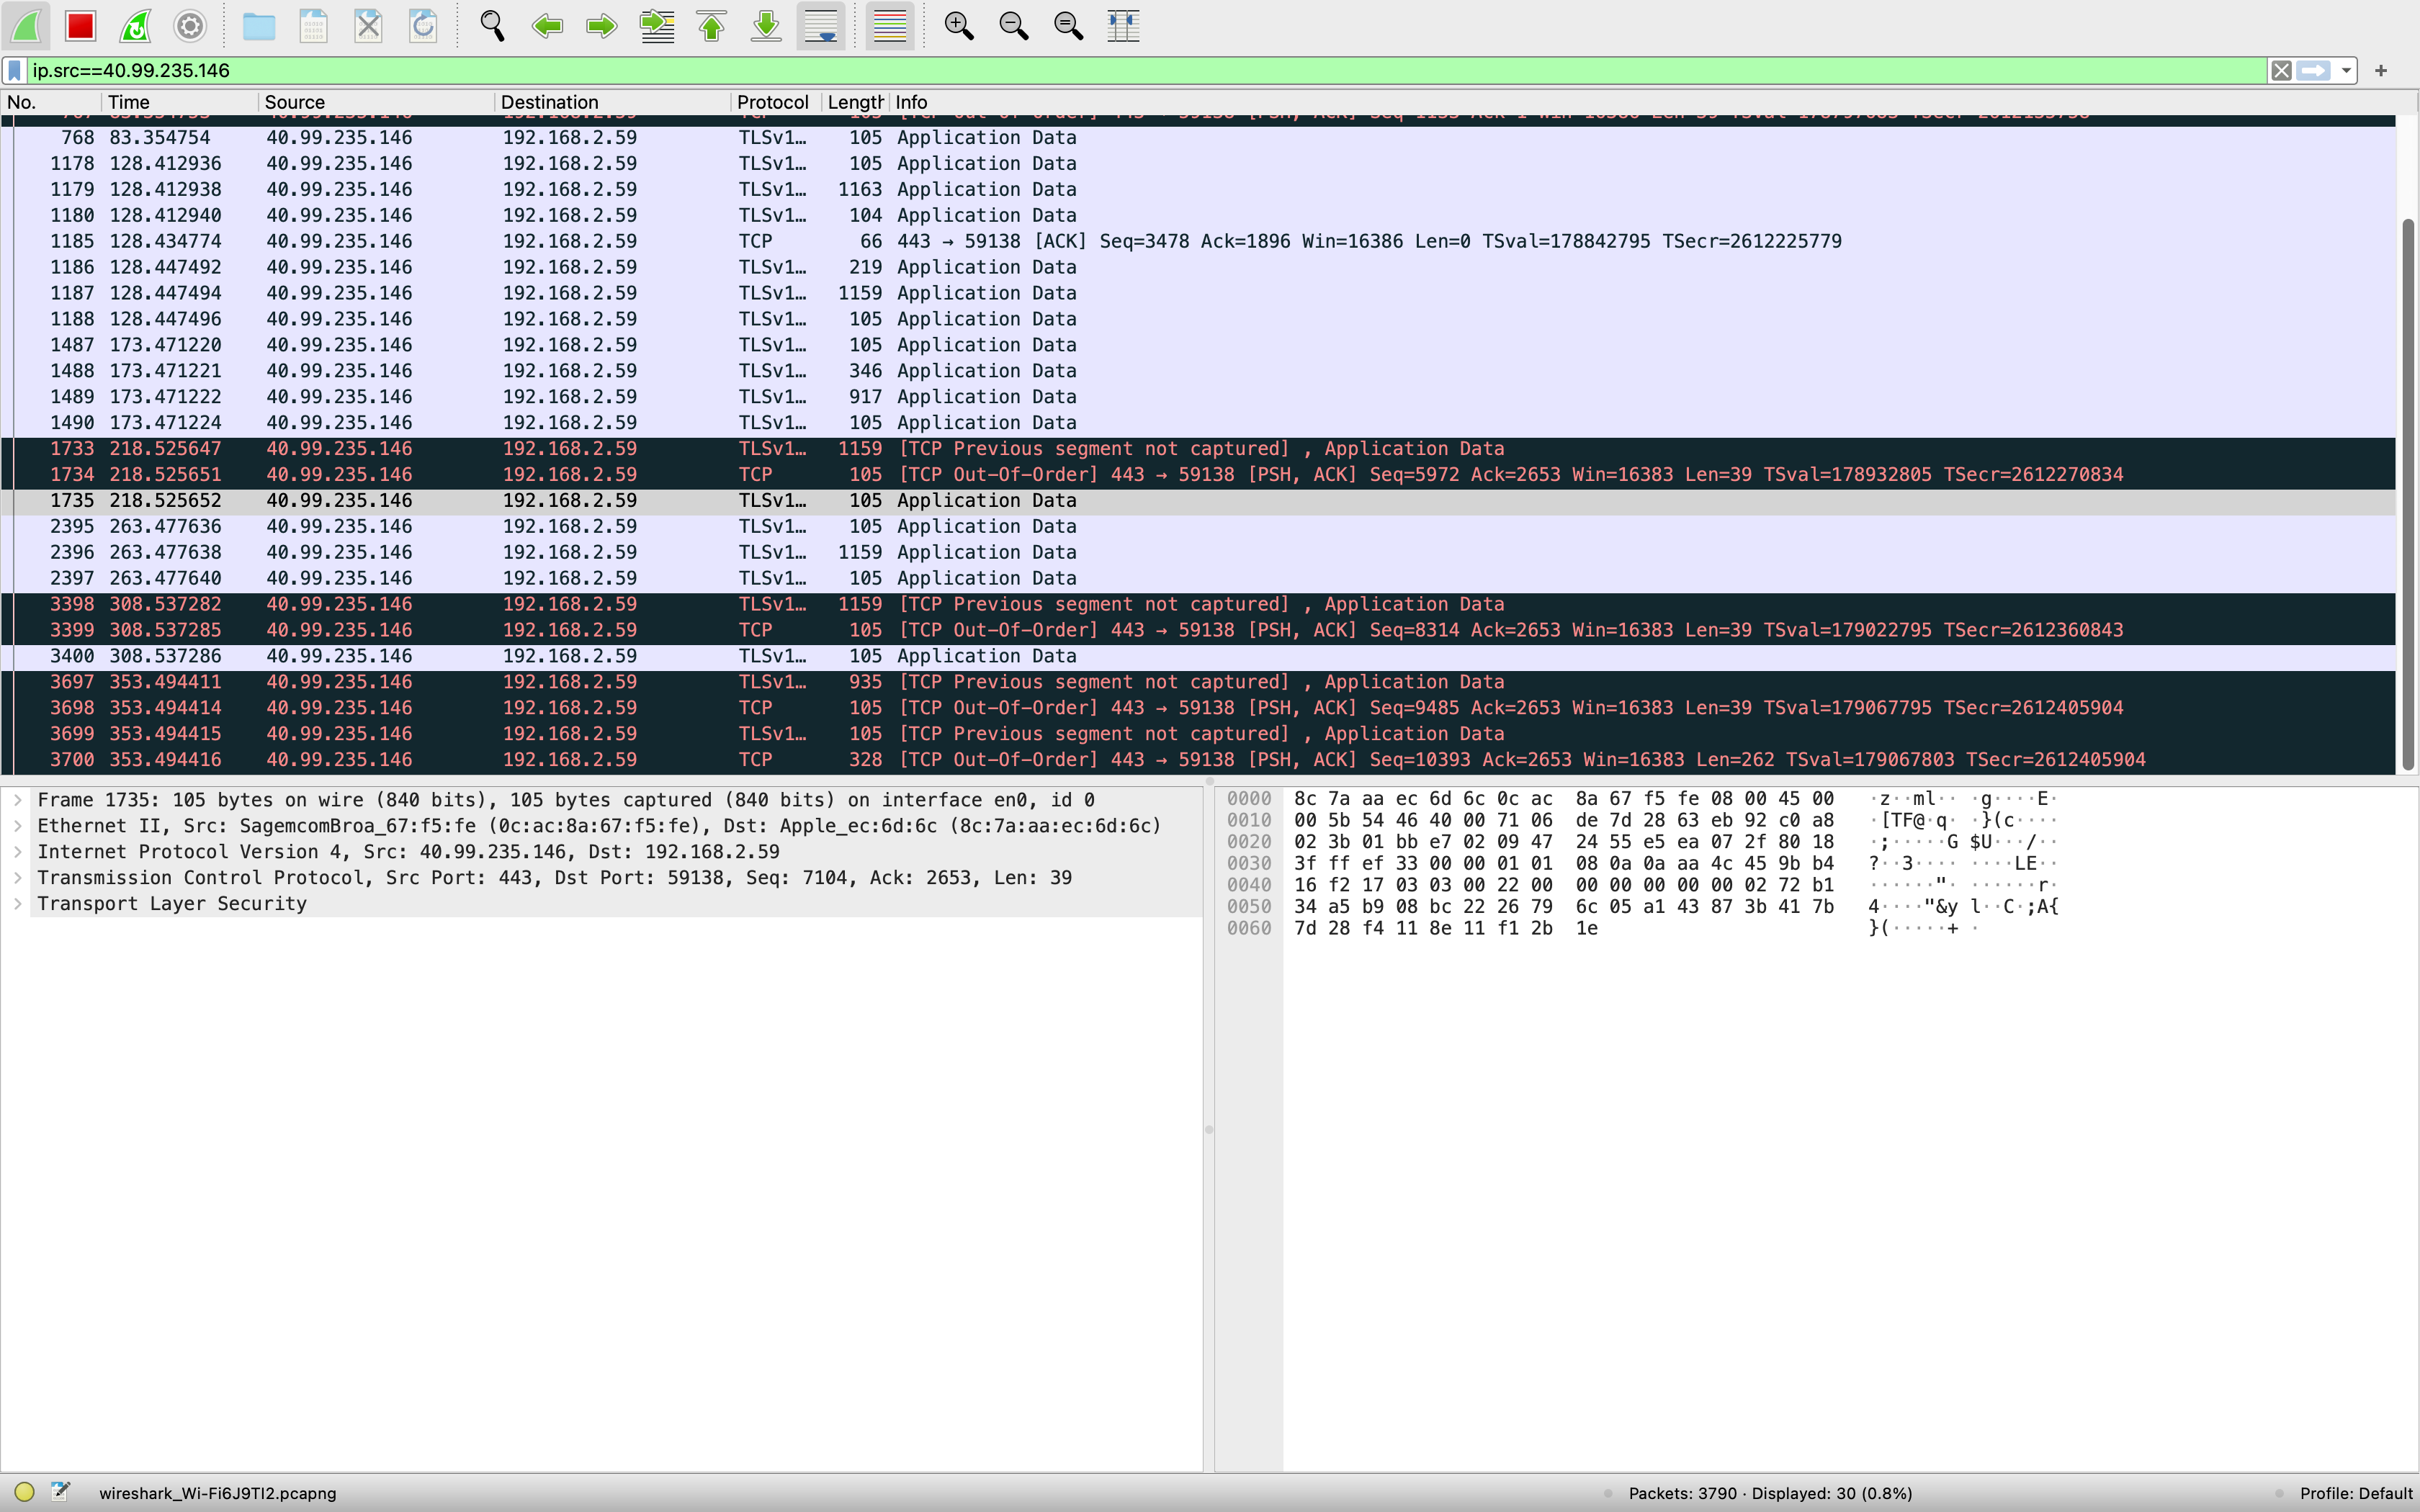 ip.src==40.99.235.146
No. Time Source Destination Protocol Length Info
768 83.354754 40.99.235.146 192.168.2.59 TLSv1… 105 Application Data
1178 128.412936 40.99.235.146 192.168.2.59 TLSv1… 105 Application Data
1179 128.412938 40.99.235.146 192.168.2.59 TLSv1… 1163 Application Data
1180 128.412940 40.99.235.146 192.168.2.59 TLSv1… 104 Application Data
1185 128.434774 40.99.235.146 192.168.2.59 TCP 66 443 → 59138 [ACK] Seq=3478 Ack=1896 Win=16386 Len=0 TSval=178842795 TSecr=2612225779
1186 128.447492 40.99.235.146 192.168.2.59 TLSv1… 219 Application Data
1187 128.447494 40.99.235.146 192.168.2.59 TLSv1… 1159 Application Data
1188 128.447496 40.99.235.146 192.168.2.59 TLSv1… 105 Application Data
1487 173.471220 40.99.235.146 192.168.2.59 TLSv1… 105 Application Data
1488 173.471221 40.99.235.146 192.168.2.59 TLSv1… 346 Application Data
1489 173.471222 40.99.235.146 192.168.2.59 TLSv1… 917 Application Data
1490 173.471224 40.99.235.146 192.168.2.59 TLSv1… 105 Application Data
1733 218.525647 40.99.235.146 192.168.2.59 TLSv1… 1159 [TCP Previous segment not captured] , Application Data
1734 218.525651 40.99.235.146 192.168.2.59 TCP 105 [TCP Out-Of-Order] 443 → 59138 [PSH, ACK] Seq=5972 Ack=2653 Win=16383 Len=39 TSval=178932805 TSecr=2612270834
1735 218.525652 40.99.235.146 192.168.2.59 TLSv1… 105 Application Data
2395 263.477636 40.99.235.146 192.168.2.59 TLSv1… 105 Application Data
2396 263.477638 40.99.235.146 192.168.2.59 TLSv1… 1159 Application Data
2397 263.477640 40.99.235.146 192.168.2.59 TLSv1… 105 Application Data
3398 308.537282 40.99.235.146 192.168.2.59 TLSv1… 1159 [TCP Previous segment not captured] , Application Data
3399 308.537285 40.99.235.146 192.168.2.59 TCP 105 [TCP Out-Of-Order] 443 → 59138 [PSH, ACK] Seq=8314 Ack=2653 Win=16383 Len=39 TSval=179022795 TSecr=2612360843
3400 308.537286 40.99.235.146 192.168.2.59 TLSv1… 105 Application Data
3697 353.494411 40.99.235.146 192.168.2.59 TLSv1… 935 [TCP Previous segment not captured] , Application Data
3698 353.494414 40.99.235.146 192.168.2.59 TCP 105 [TCP Out-Of-Order] 443 → 59138 [PSH, ACK] Seq=9485 Ack=2653 Win=16383 Len=39 TSval=179067795 TSecr=2612405904
3699 353.494415 40.99.235.146 192.168.2.59 TLSv1… 105 [TCP Previous segment not captured] , Application Data
3700 353.494416 40.99.235.146 192.168.2.59 TCP 328 [TCP Out-Of-Order] 443 → 59138 [PSH, ACK] Seq=10393 Ack=2653 Win=16383 Len=262 TSval=179067803 TSecr=2612405904
Frame 1735: 105 bytes on wire (840 bits), 105 bytes captured (840 bits) on interface en0, id 0
Ethernet II, Src: SagemcomBroa_67:f5:fe (0c:ac:8a:67:f5:fe), Dst: Apple_ec:6d:6c (8c:7a:aa:ec:6d:6c)
Internet Protocol Version 4, Src: 40.99.235.146, Dst: 192.168.2.59
Transmission Control Protocol, Src Port: 443, Dst Port: 59138, Seq: 7104, Ack: 2653, Len: 39
Transport Layer Security
0000 8c 7a aa ec 6d 6c 0c ac 8a 67 f5 fe 08 00 45 00 ·z··ml·· ·g····E·
0010 00 5b 54 46 40 00 71 06 de 7d 28 63 eb 92 c0 a8 ·[TF@·q· ·}(c····
0020 02 3b 01 bb e7 02 09 47 24 55 e5 ea 07 2f 80 18 ·;·····G $U···/··
0030 3f ff ef 33 00 00 01 01 08 0a 0a aa 4c 45 9b b4 ?··3···· ····LE··
0040 16 f2 17 03 03 00 22 00 00 00 00 00 00 02 72 b1 ······"· ······r·
0050 34 a5 b9 08 bc 22 26 79 6c 05 a1 43 87 3b 41 7b 4····"&y l··C·;A{
0060 7d 28 f4 11 8e 11 f1 2b 1e }(·····+ ·
wireshark_Wi-Fi6J9TI2.pcapng
Packets: 3790 · Displayed: 30 (0.8%)
Profile: Default